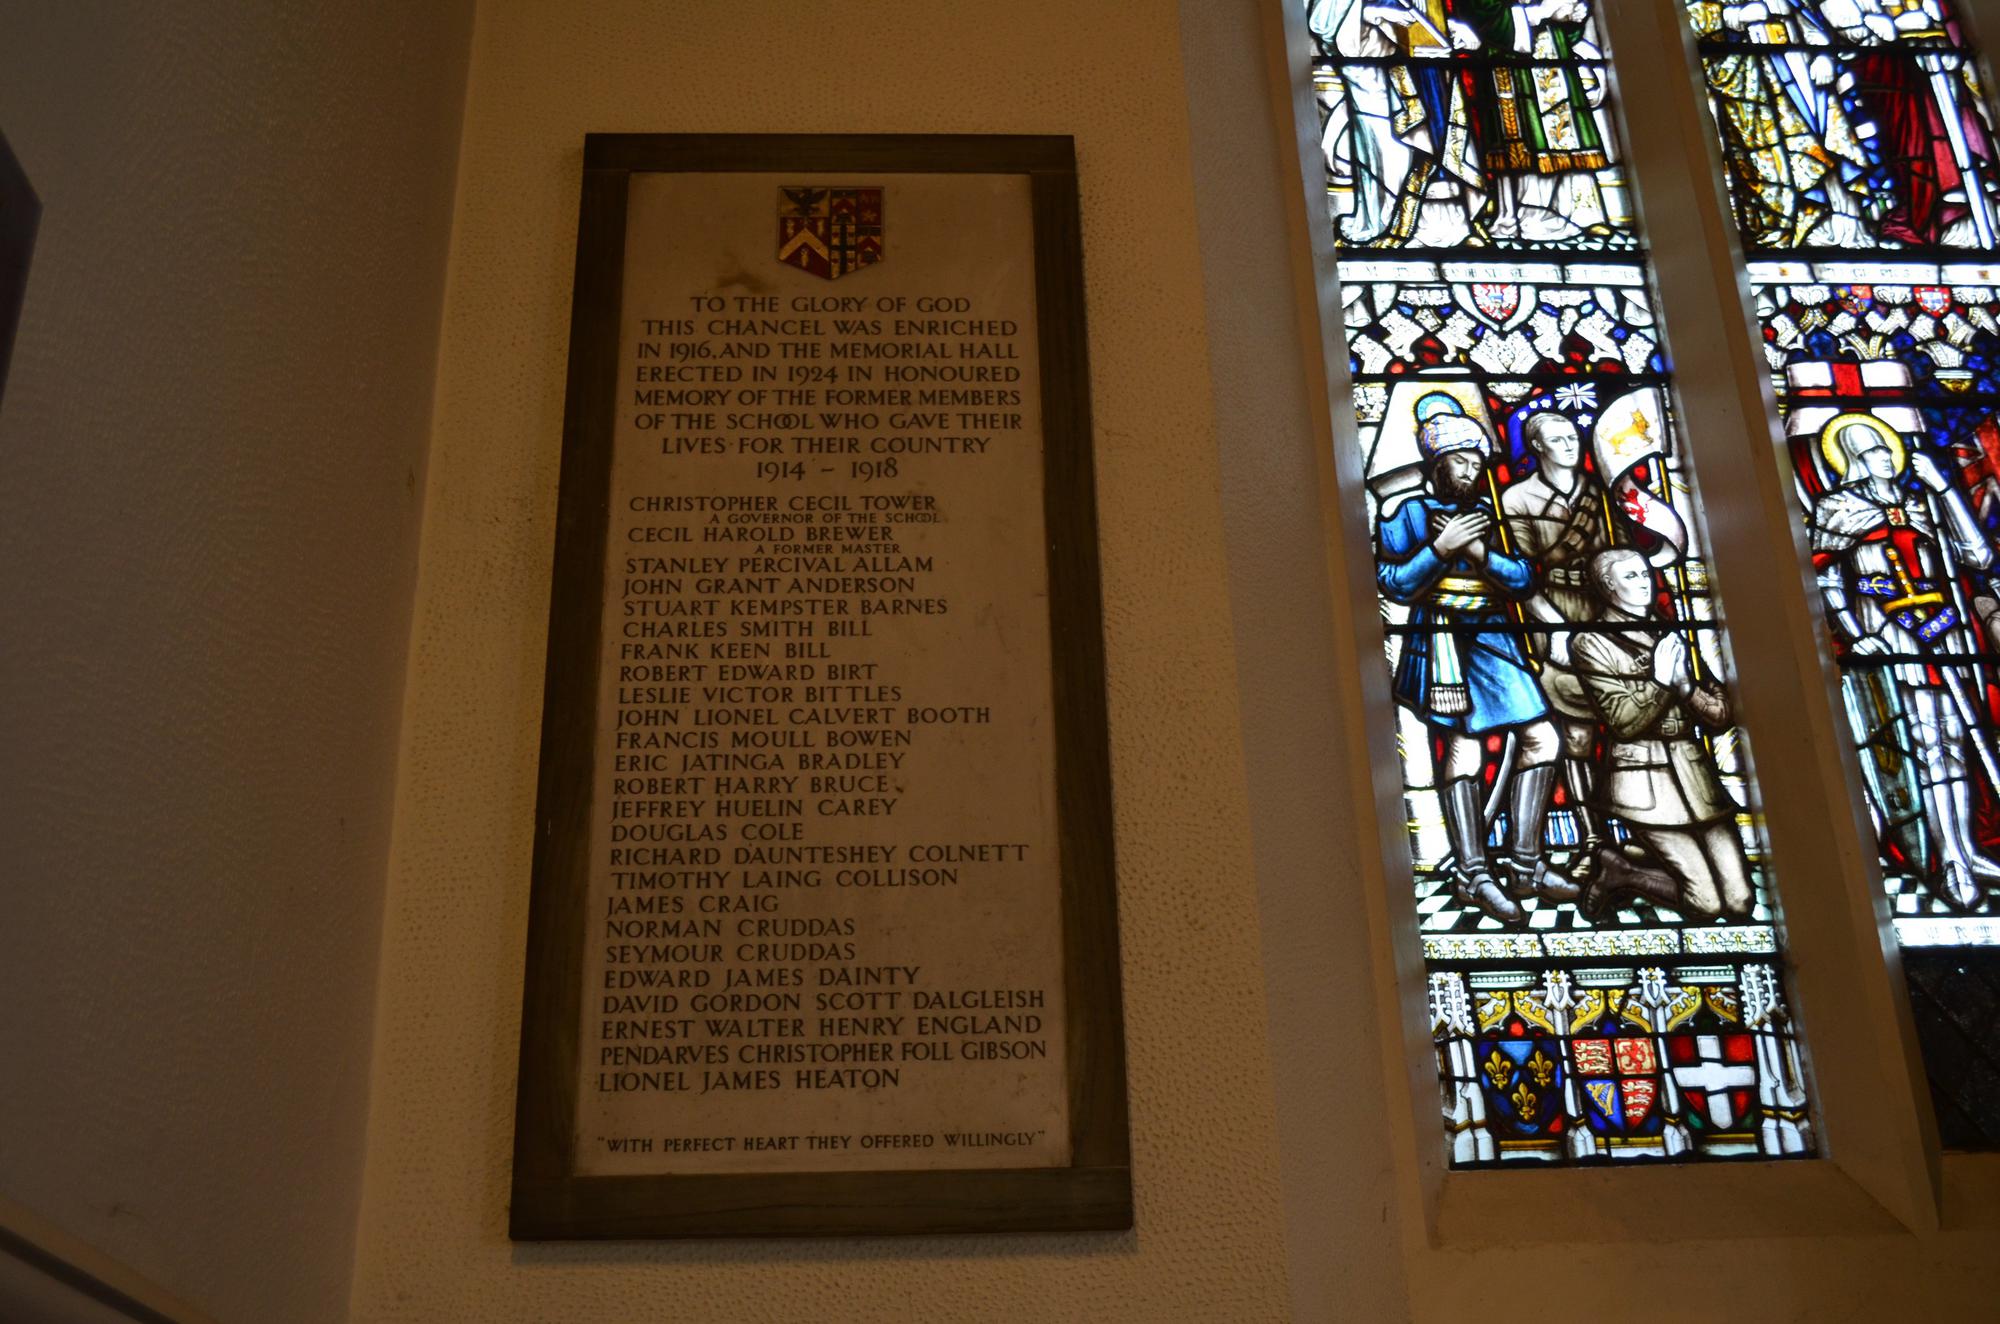 TO THE GLORY OF GOD
THIS CHANCEL WAS ENRICHED
IN 1916, AND THE MEMORIAL HALL
ERECTED IN 1924 IN HONOURED
MEMORY OF THE FORMER MEMBERS
OF THE SCHOOL WHO GAVE THEIR
LIVES · FOR THEIR COUNTRY
1914 - 1918
CHRISTOPHER CECIL TOWER
A GOVERNOR OF THE SCHOOL
CECIL HAROLD BREWER
A FORMER MASTER
STANLEY PERCIVAL ALLAM
JOHN GRANT ANDERSON
STUART KEMPSTER BARNES
CHARLES SMITH BILL
FRANK KEEN BILL
ROBERT EDWARD BIRT
LESLIE VICTOR BITTLES
JOHN LIONEL CALVERT BOOTH
FRANCIS MOULL BOWEN
ERIC JATINGA BRADLEY
ROBERT HARRY BRUCE
JEFFREY HUELIN CAREY
DOUGLAS COLE
RICHARD DAUNTESHEY COLNETT
TIMOTHY LAING COLLISON
JAMES CRAIG
NORMAN CRUDDAS
SEYMOUR CRUDDAS
EDWARD JAMES DAINTY
DAVID GORDON SCOTT DALGLEISH
ERNEST WALTER HENRY ENGLAND
PENDARVES CHRISTOPHER FOLL GIBSON
LIONEL JAMES HEATON
"WITH PERFECT HEART THEY OFFERED WILLINGLY"